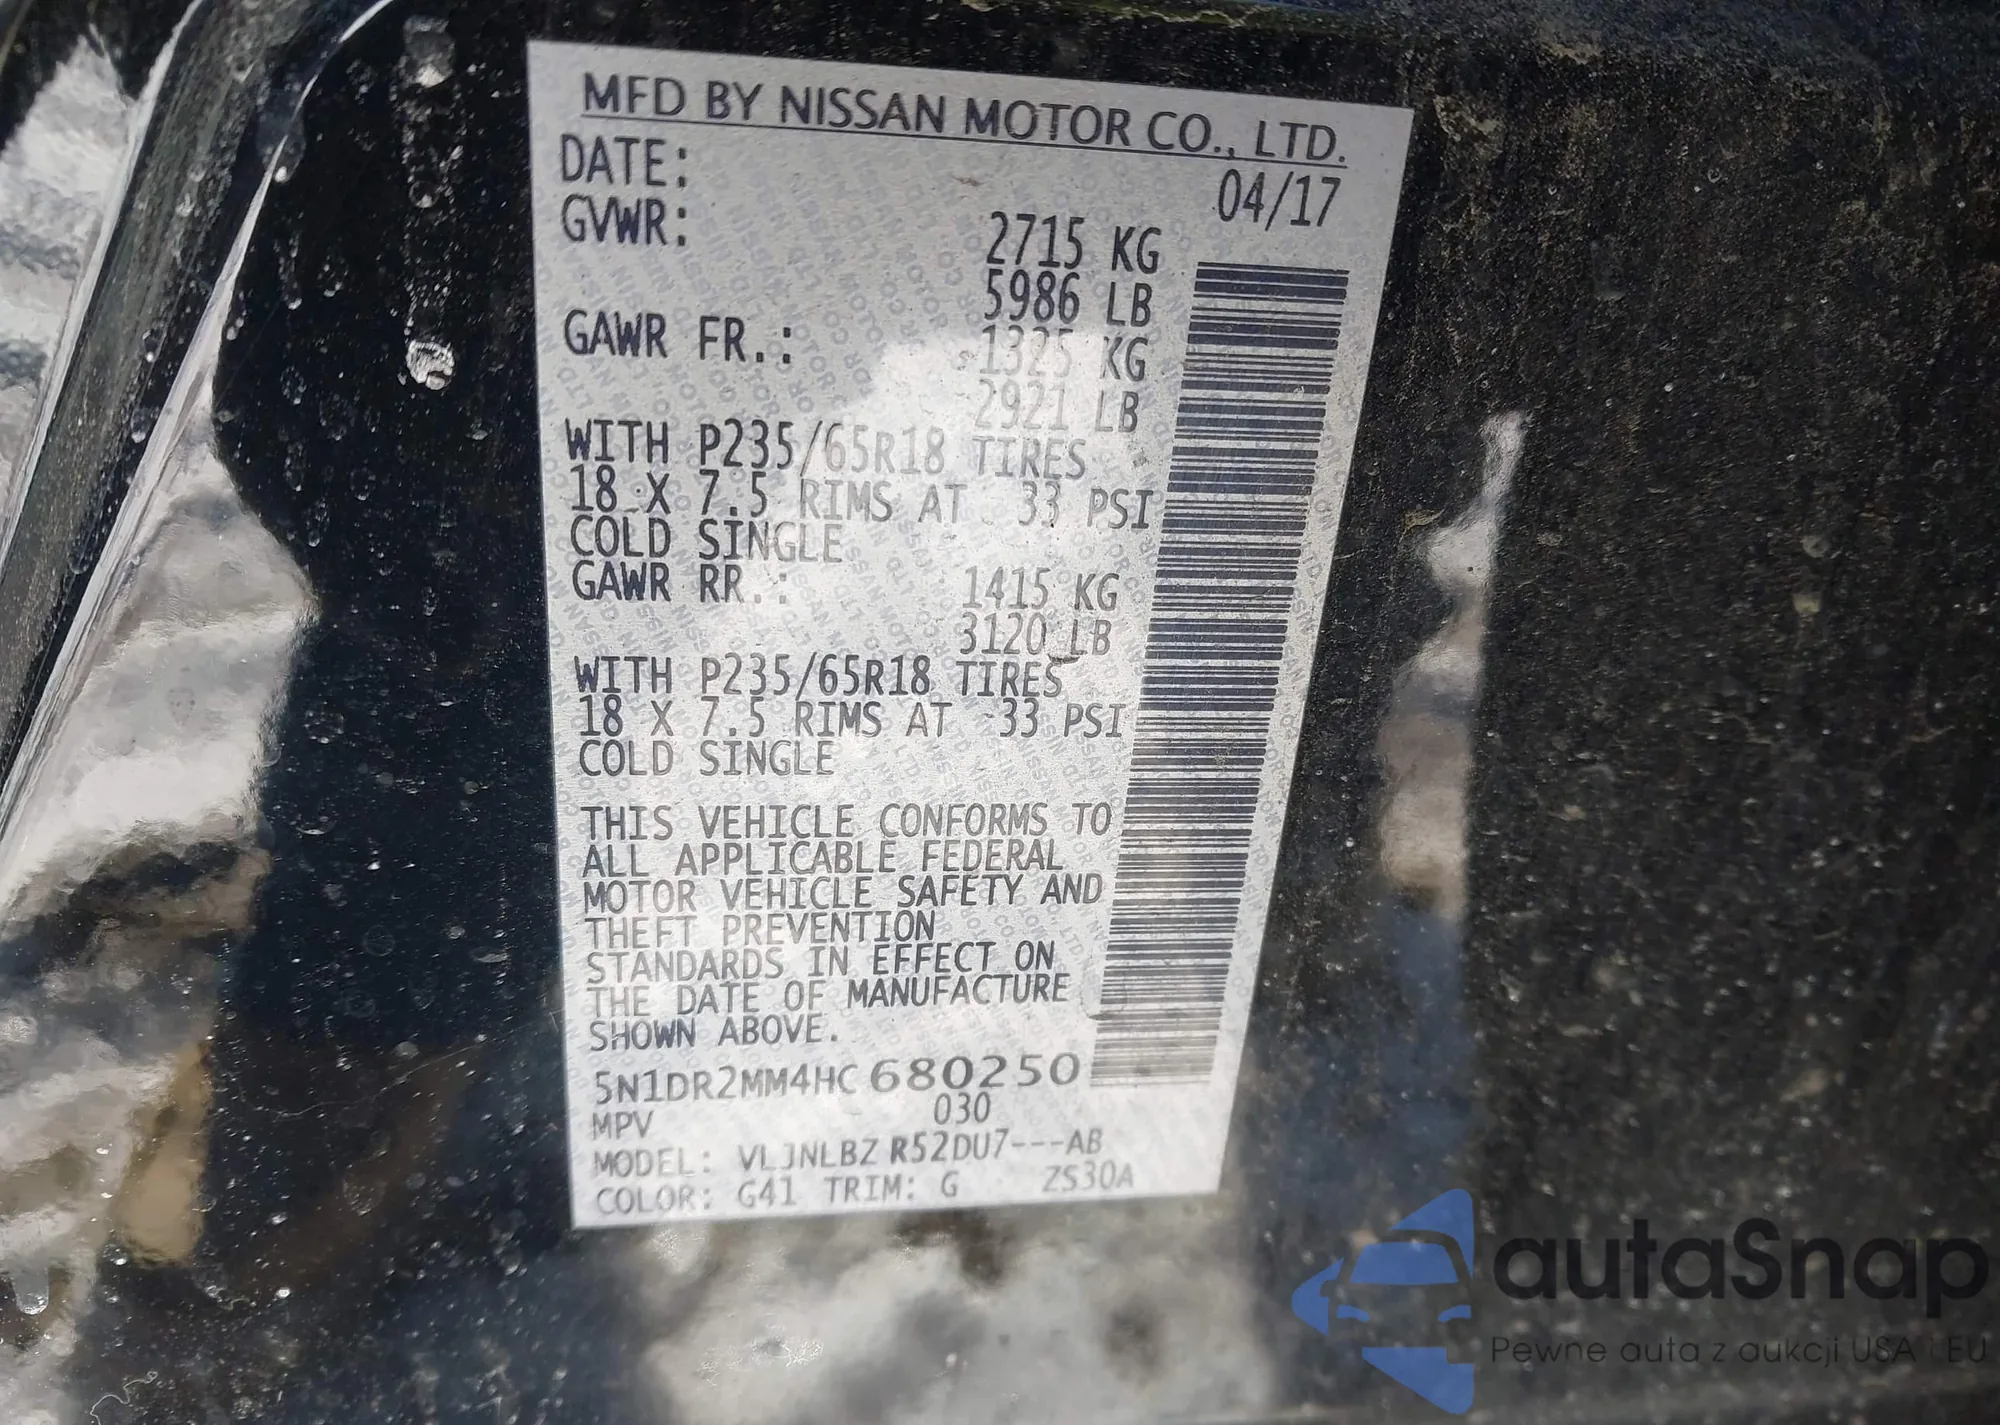 MFD BY NISSAN MOTOR CO., LTD.
DATE: 04/17
GVWR: 2715 KG
5986 LB
GAWR FR.: 1325 KG
2921 LB
WITH P235/65R18 TIRES
18 X 7.5 RIMS AT 33 PSI
COLD SINGLE
GAWR RR.: 1415 KG
3120 LB
WITH P235/65R18 TIRES
18 X 7.5 RIMS AT 33 PSI
COLD SINGLE
THIS VEHICLE CONFORMS TO
ALL APPLICABLE FEDERAL
MOTOR VEHICLE SAFETY AND
THEFT PREVENTION
STANDARDS IN EFFECT ON
THE DATE OF MANUFACTURE
SHOWN ABOVE.
5N1DR2MM4HC 680250
MPV 030
MODEL: VLJNLBZ R52DU7---AB
COLOR: G41 TRIM: G ZS30A
autaSnap
Pewne auta z aukcji USA i EU